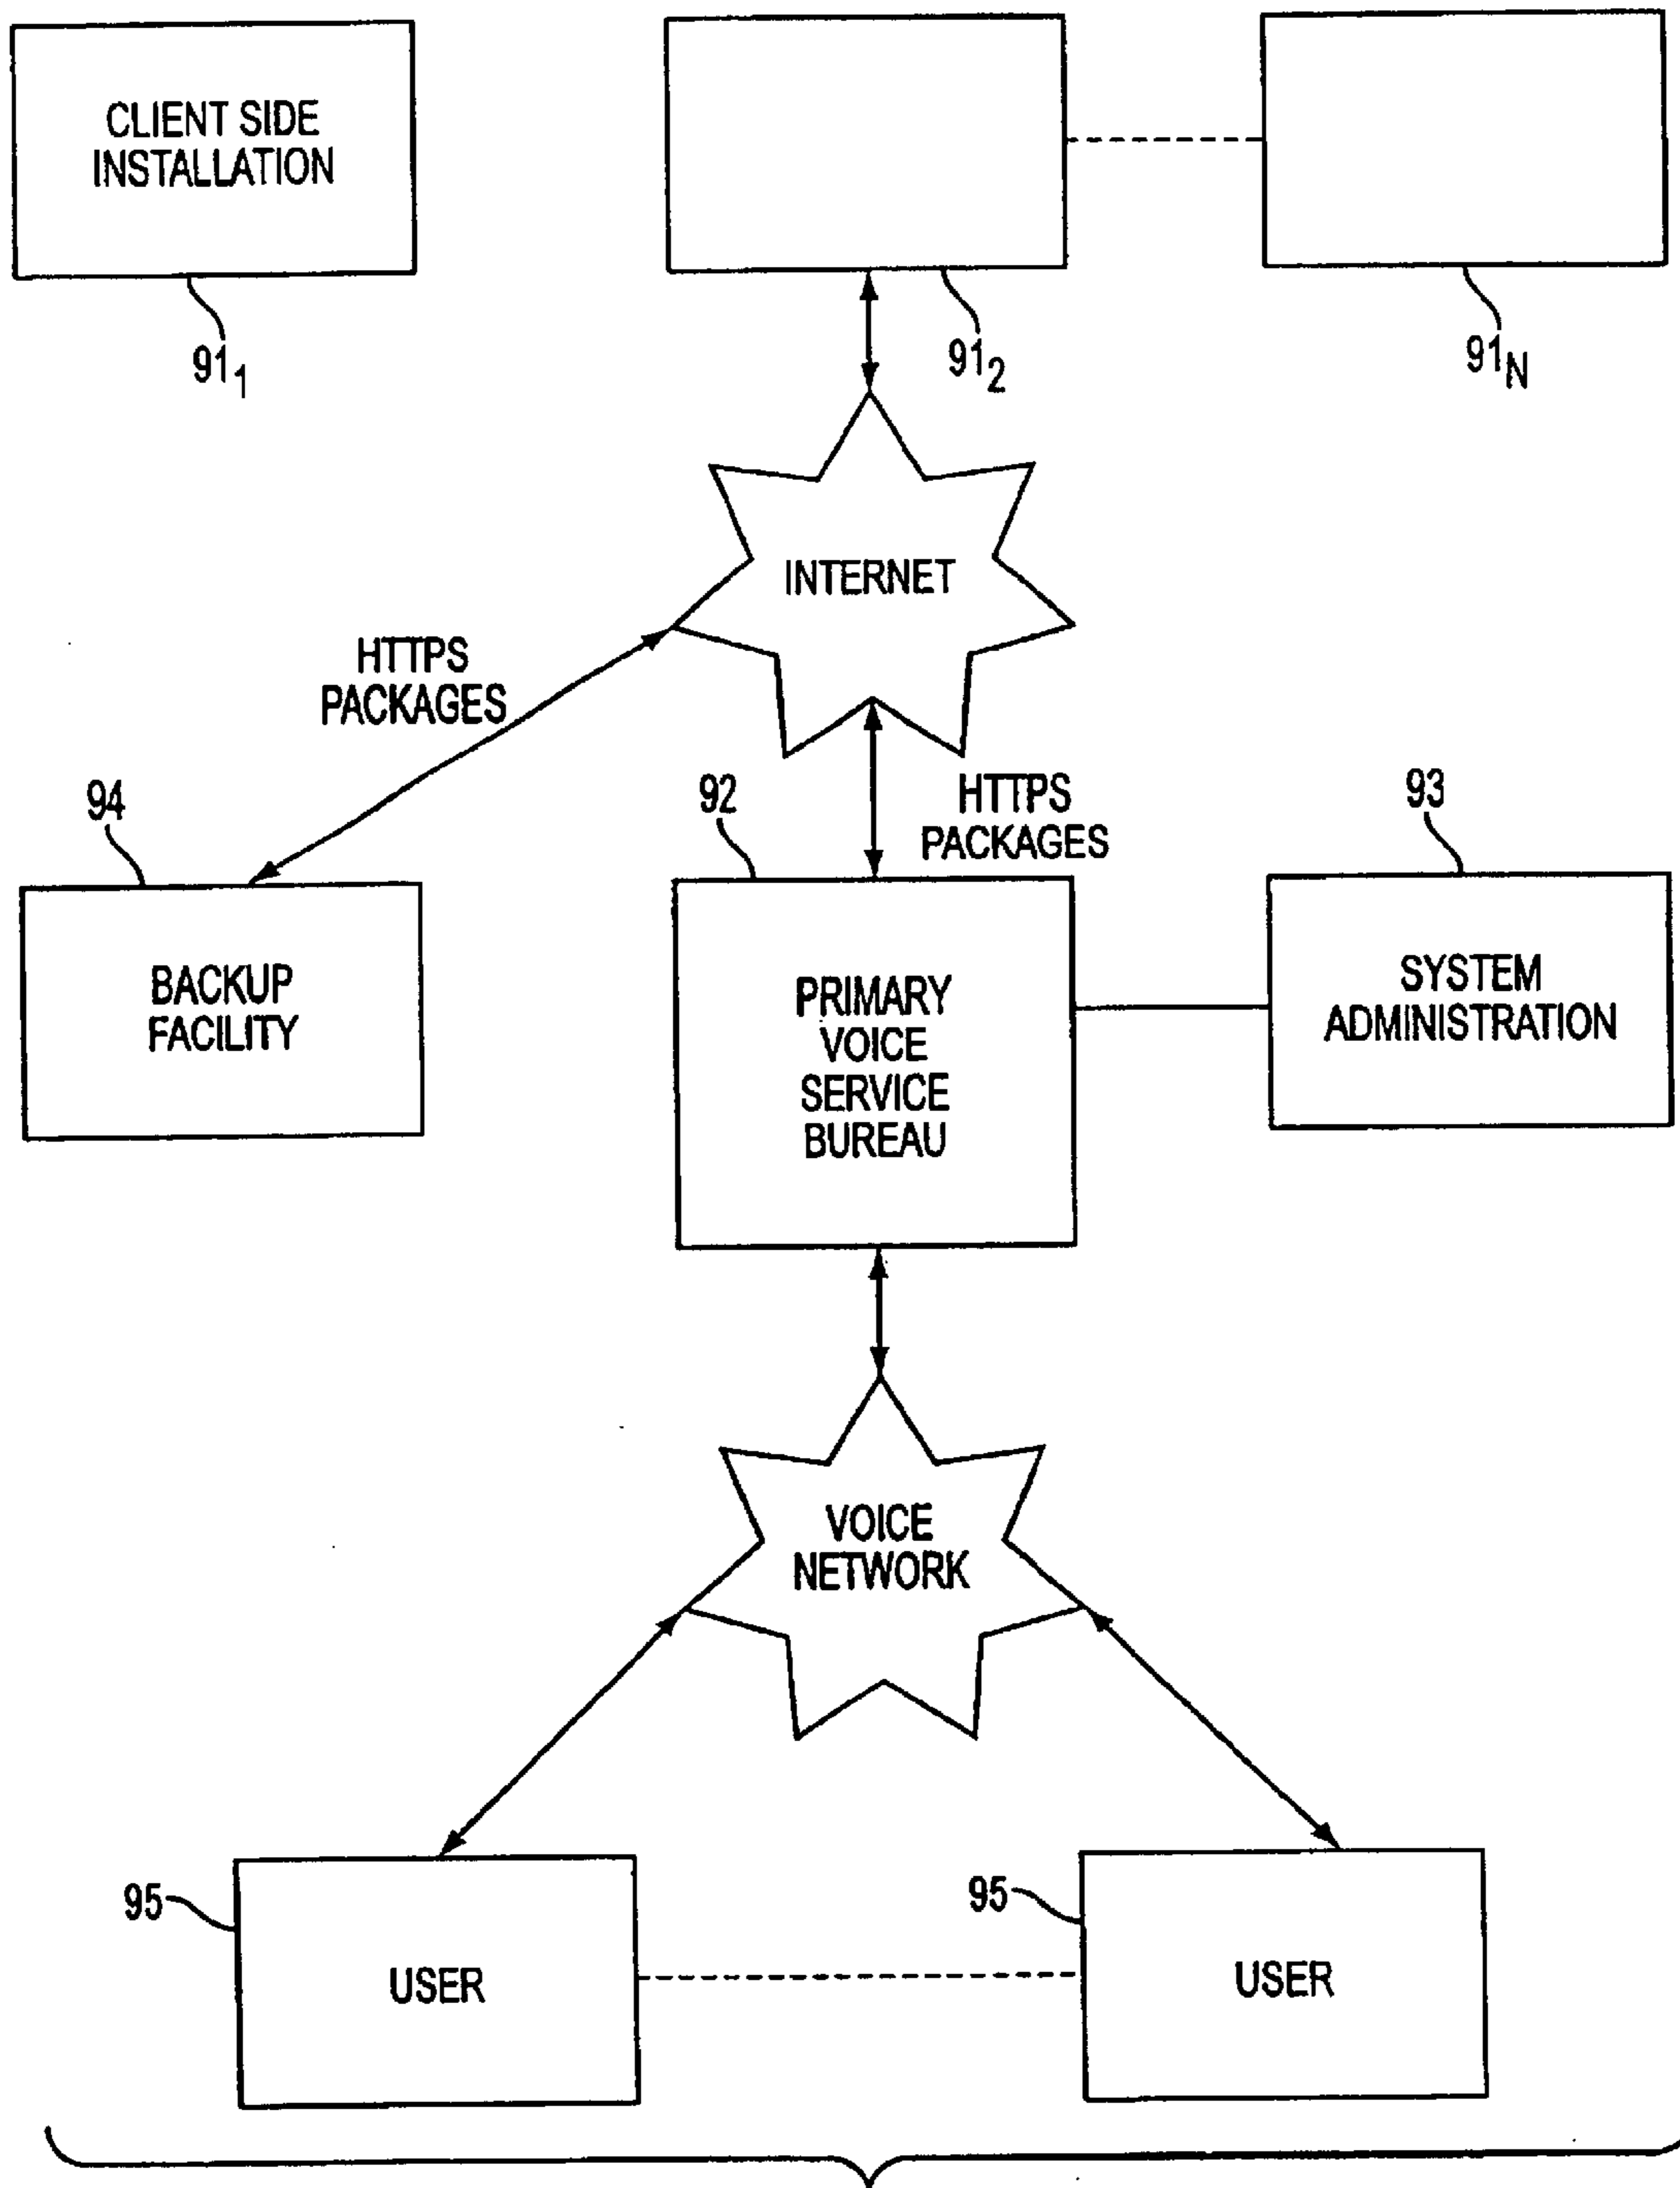 CLIENT SIDE
INSTALLATION
91₁
91₂
91N
INTERNET
HTTPS
PACKAGES
HTTPS
PACKAGES
94
92
93
BACKUP
FACILITY
PRIMARY
VOICE
SERVICE
BUREAU
SYSTEM
ADMINISTRATION
VOICE
NETWORK
95
USER
95
USER